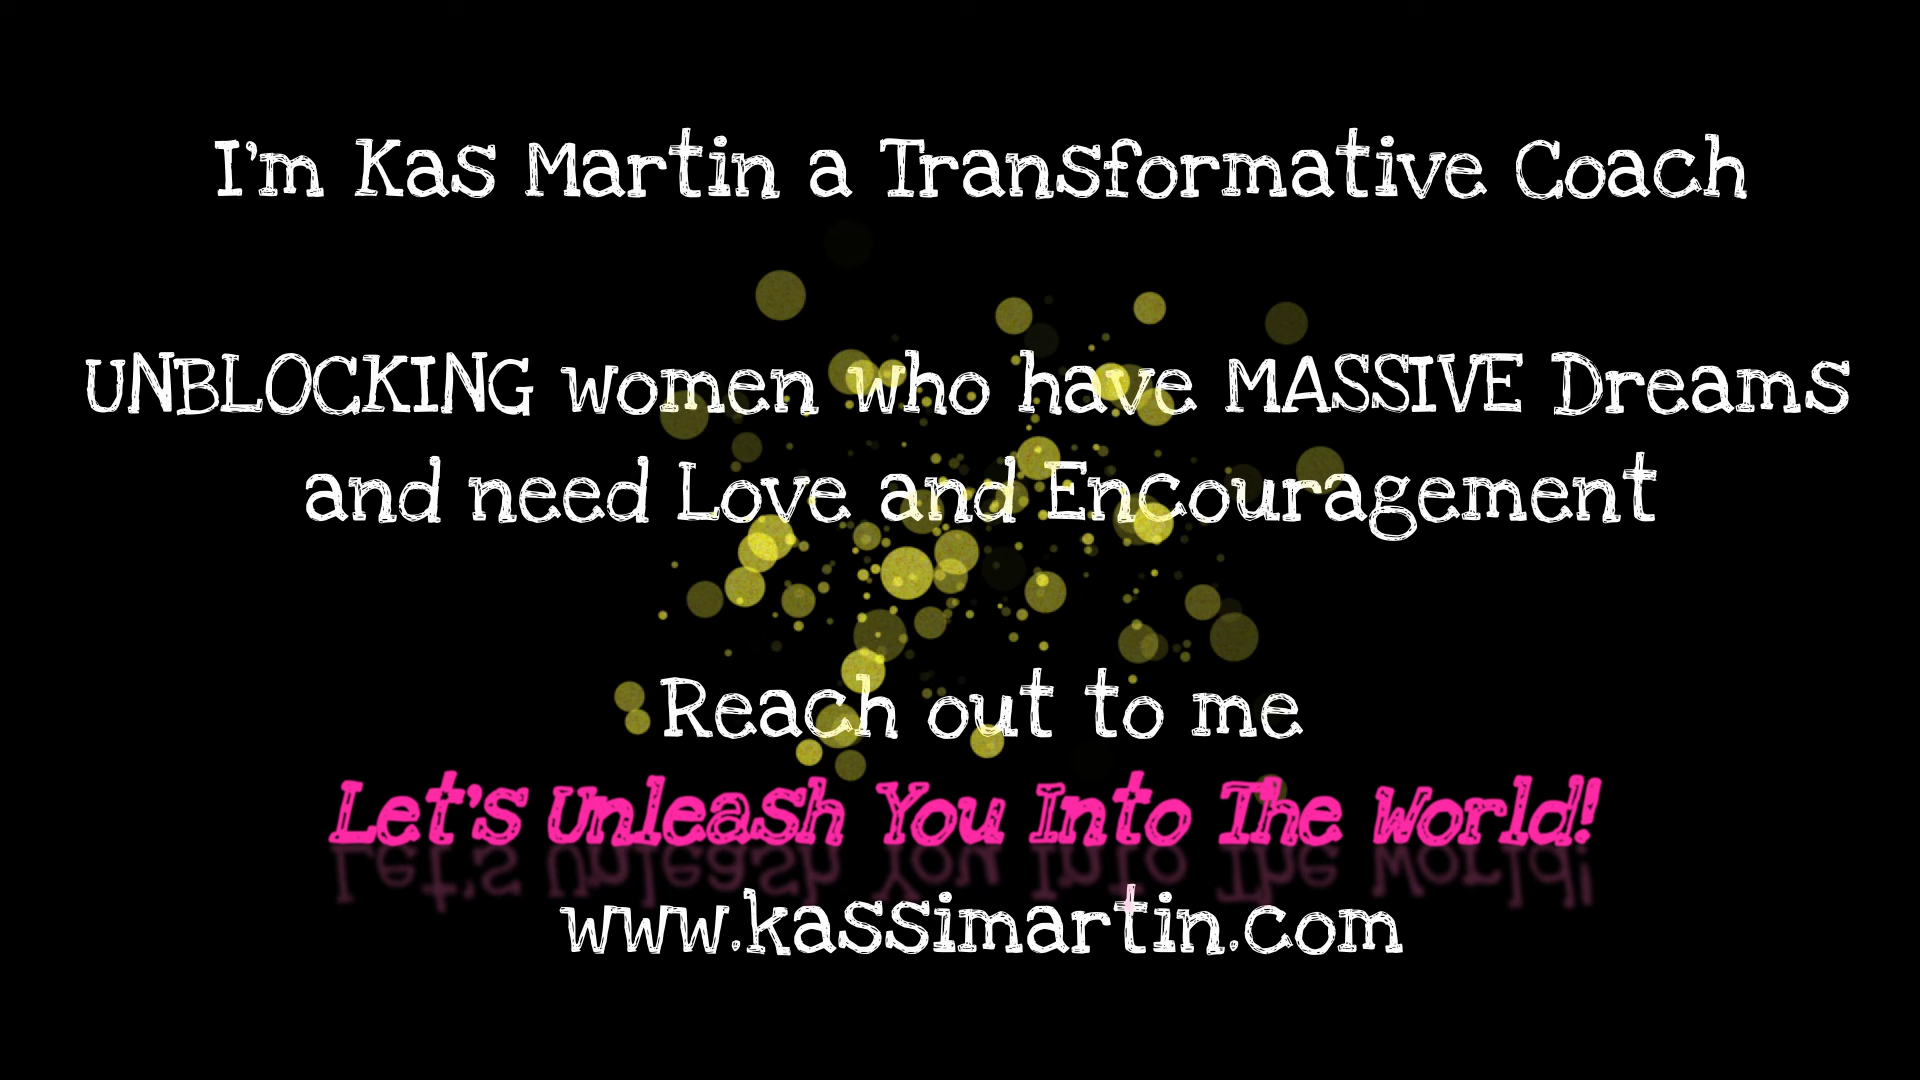 I'm Kas Martin a Transformative Coach
UNBLOCKING women who have MASSIVE Dreams
and need Love and Encouragement
Reach out to me
Let's Unleash You Into The World!
www.kassimartin.com